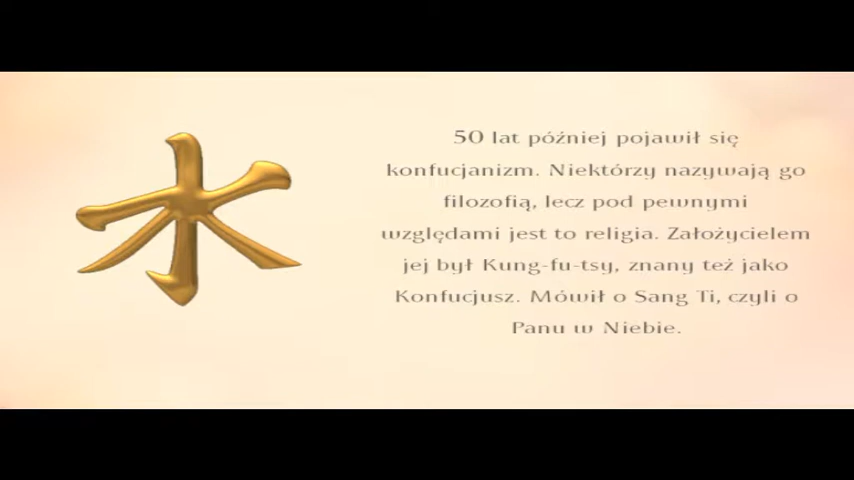 水
50 lat później pojawił się
konfucjanizm. Niektórzy nazywają go
filozofią, lecz pod pewnymi
względami jest to religia. Założycielem
jej był Kung-fu-tsy, znany też jako
Konfucjusz. Mówił o Sang Ti, czyli o
Panu w Niebie.